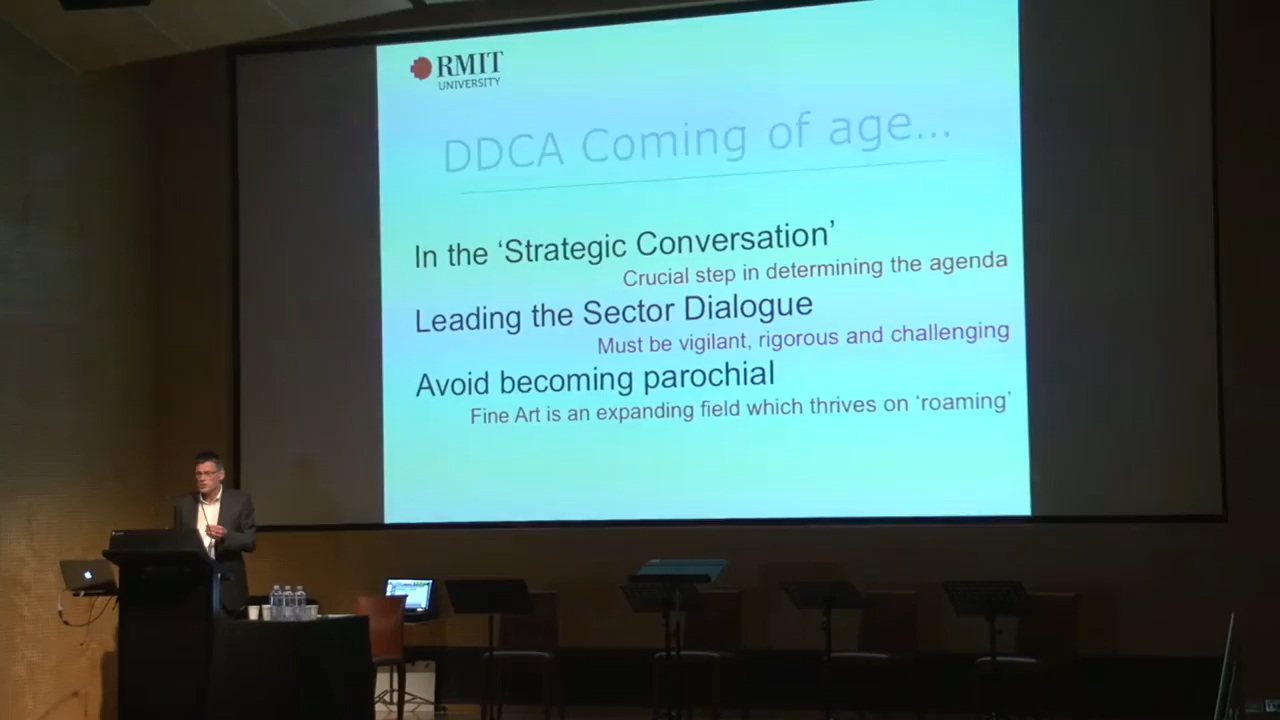 RMIT
UNIVERSITY
DDCA Coming of age...
In the ‘Strategic Conversation’
Crucial step in determining the agenda
Leading the Sector Dialogue
Must be vigilant, rigorous and challenging
Avoid becoming parochial
Fine Art is an expanding field which thrives on ‘roaming’